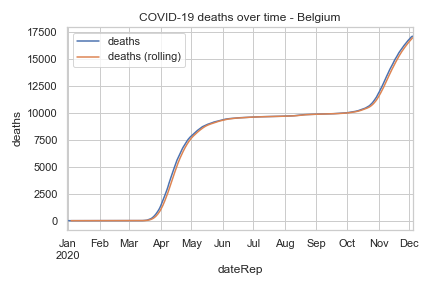 COVID-19 deaths over time - Belgium
deaths
deaths (rolling)
17500
15000
12500
10000
7500
5000
2500
0
deaths
Jan Feb Mar Apr May Jun Jul Aug Sep Oct Nov Dec
2020
dateRep